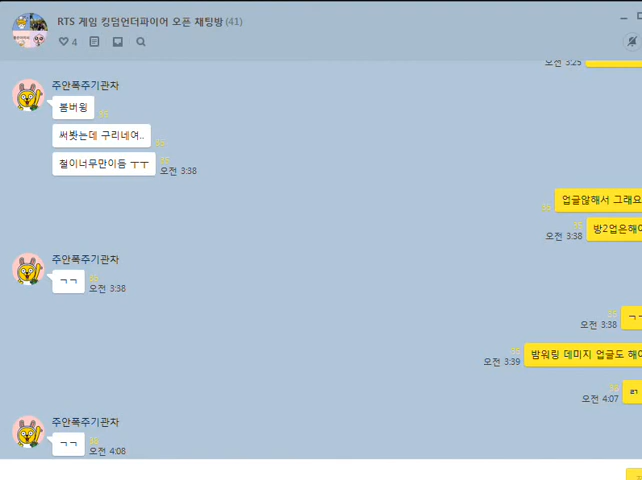 RTS 게임 킹덤언더파이어 오픈 채팅방 (41)
4
오전 3:25
주안폭주기관차
봄버윙
써봣는데 구리네여..
철이너무만이듬 ㅜㅜ
오전 3:38
업글않해서 그래요
방2업은해야
오전 3:38
주안폭주기관차
ㄱㄱ
오전 3:38
오전 3:38
밤워링 데미지 업글도 해야
오전 3:39
오전 4:07
주안폭주기관차
ㄱㄱ
오전 4:08